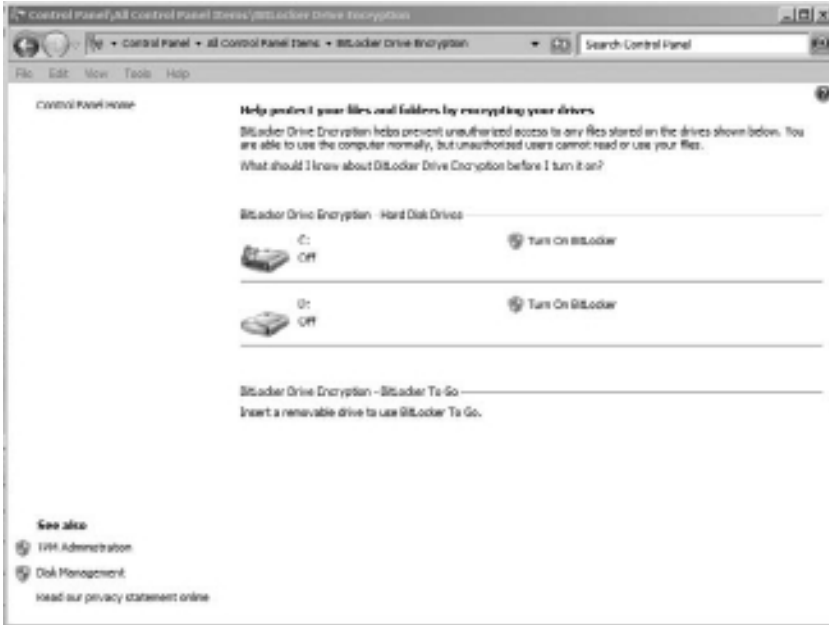 Control Panel\All Control Panel Items\BitLocker Drive Encryption
Control Panel All Control Panel Items BitLocker Drive Encryption
Search Control Panel
File Edit View Tools Help
Control Panel Home
Help protect your files and folders by encrypting your drives
BitLocker Drive Encryption helps prevent unauthorized access to any files stored on the drives shown below. You
are able to use the computer normally, but unauthorized users cannot read or use your files.
What should I know about BitLocker Drive Encryption before I turn it on?
BitLocker Drive Encryption - Hard Disk Drives
C:
Off
Turn On BitLocker
D:
Off
Turn On BitLocker
BitLocker Drive Encryption - BitLocker To Go
Insert a removable drive to use BitLocker To Go.
See also
TPM Administration
Disk Management
Read our privacy statement online